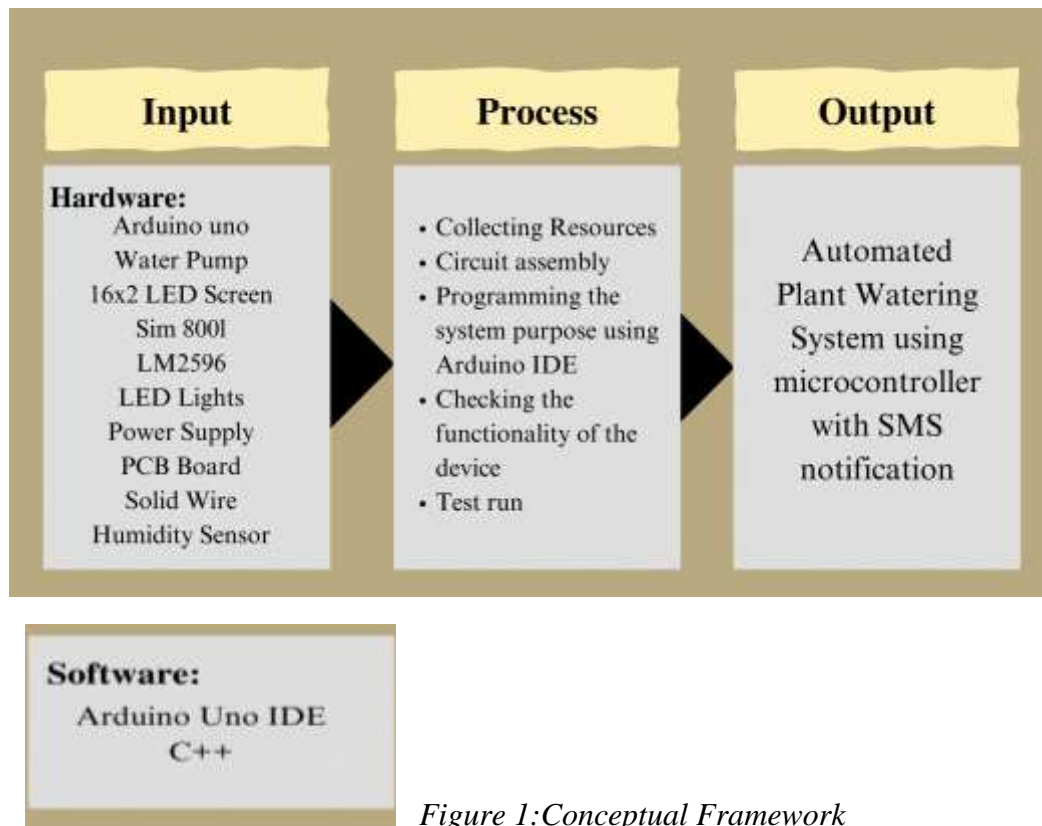 Input
Hardware:
Arduino uno
Water Pump
16x2 LED Screen
Sim 800l
LM2596
LED Lights
Power Supply
PCB Board
Solid Wire
Humidity Sensor
Process
• Collecting Resources
• Circuit assembly
• Programming the
system purpose using
Arduino IDE
• Checking the
functionality of the
device
• Test run
Output
Automated
Plant Watering
System using
microcontroller
with SMS
notification
Software:
Arduino Uno IDE
C++
Figure 1:Conceptual Framework